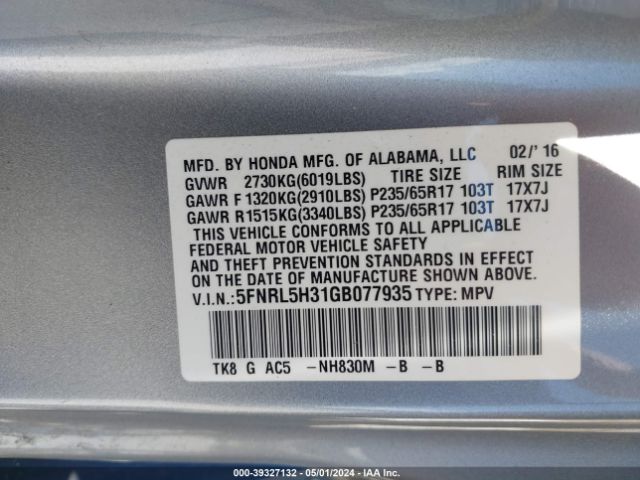 MFD. BY HONDA MFG. OF ALABAMA, LLC 02/'16
GVWR 2730KG(6019LBS) TIRE SIZE RIM SIZE
GAWR F 1320KG(2910LBS) P235/65R17 103T 17X7J
GAWR R1515KG(3340LBS) P235/65R17 103T 17X7J
THIS VEHICLE CONFORMS TO ALL APPLICABLE
FEDERAL MOTOR VEHICLE SAFETY
AND THEFT PREVENTION STANDARDS IN EFFECT
ON THE DATE OF MANUFACTURE SHOWN ABOVE.
V.I.N.:5FNRL5H31GB077935 TYPE: MPV
TK8 G AC5 -NH830M -B -B
000-39327132 - 05/01/2024 - IAA Inc.